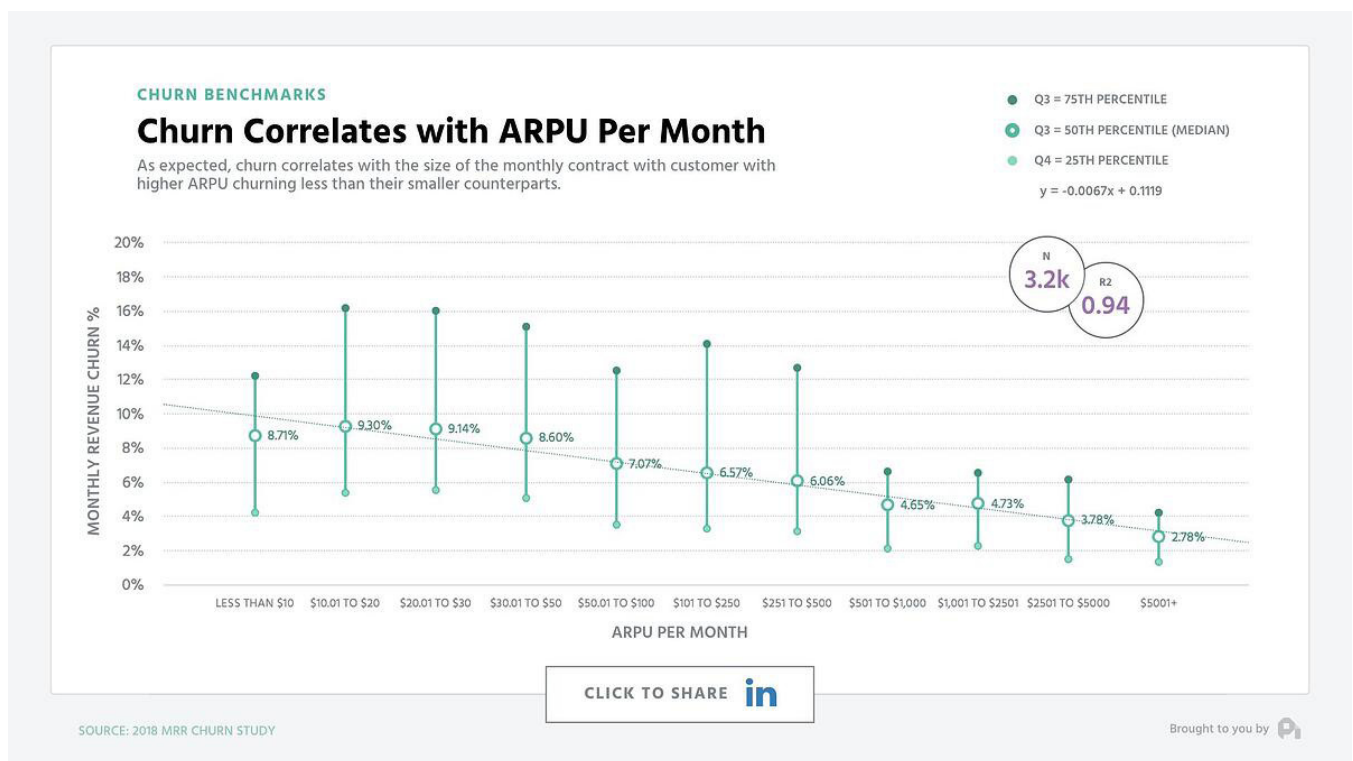 CHURN BENCHMARKS
Churn Correlates with ARPU Per Month
As expected, churn correlates with the size of the monthly contract with customer with
higher ARPU churning less than their smaller counterparts.
Q3 = 75TH PERCENTILE
Q3 = 50TH PERCENTILE (MEDIAN)
Q4 = 25TH PERCENTILE
y = -0.0067x + 0.1119
N
3.2k
R2
0.94
MONTHLY REVENUE CHURN %
20%
18%
16%
14%
12%
10%
8%
6%
4%
2%
0%
8.71%
9.30%
9.14%
8.60%
7.07%
6.57%
6.06%
4.65%
4.73%
3.78%
2.78%
LESS THAN $10
$10.01 TO $20
$20.01 TO $30
$30.01 TO $50
$50.01 TO $100
$101 TO $250
$251 TO $500
$501 TO $1,000
$1,001 TO $2501
$2501 TO $5000
$5001+
ARPU PER MONTH
CLICK TO SHARE in
SOURCE: 2018 MRR CHURN STUDY
Brought to you by